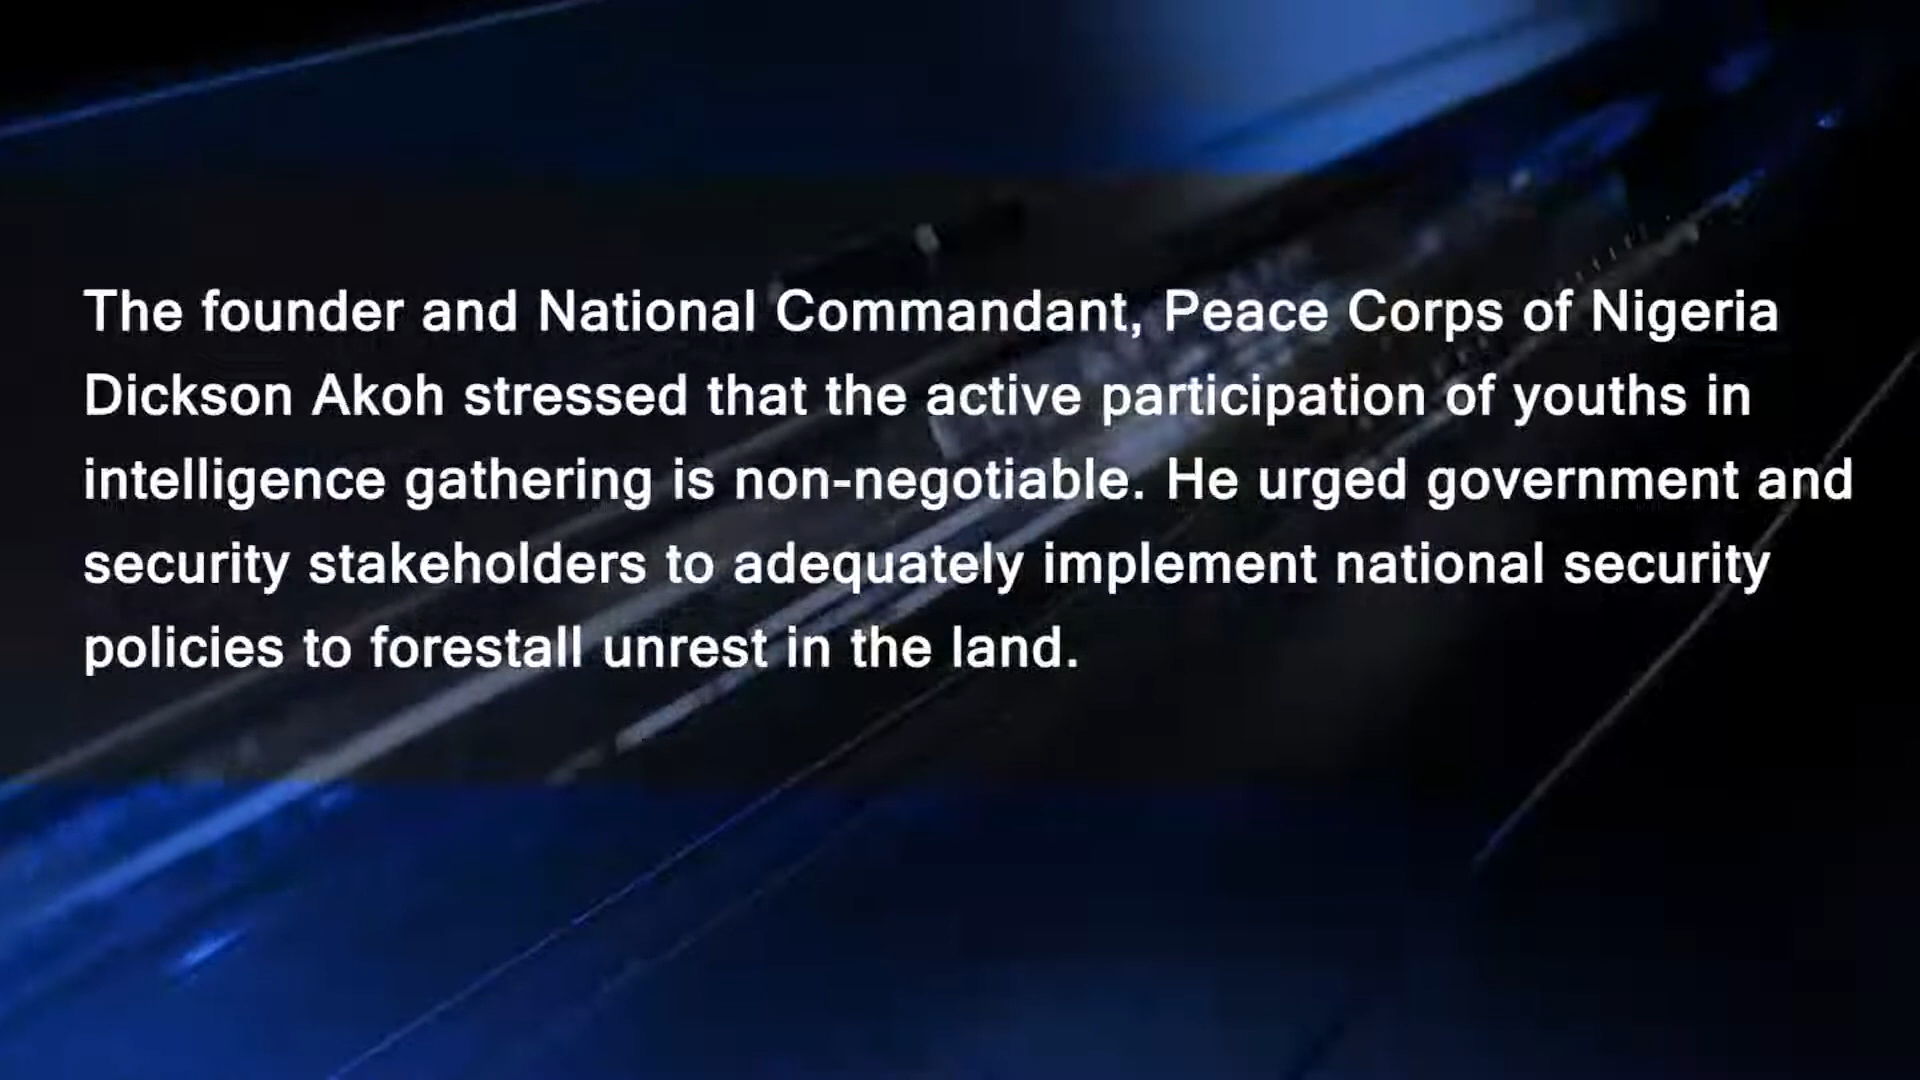 The founder and National Commandant, Peace Corps of Nigeria
Dickson Akoh stressed that the active participation of youths in
intelligence gathering is non-negotiable. He urged government and
security stakeholders to adequately implement national security
policies to forestall unrest in the land.